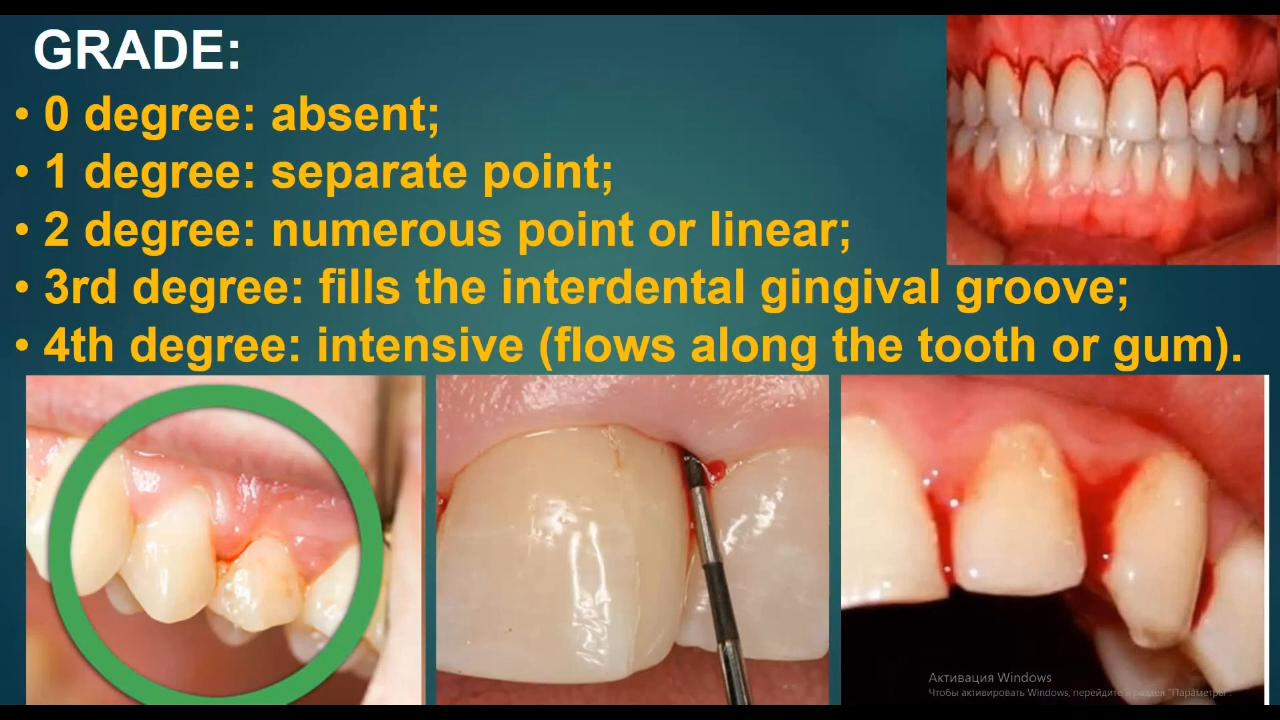 GRADE:
• 0 degree: absent;
• 1 degree: separate point;
• 2 degree: numerous point or linear;
• 3rd degree: fills the interdental gingival groove;
• 4th degree: intensive (flows along the tooth or gum).
Активация Windows
Чтобы активировать Windows, перейдите в раздел "Параметры".